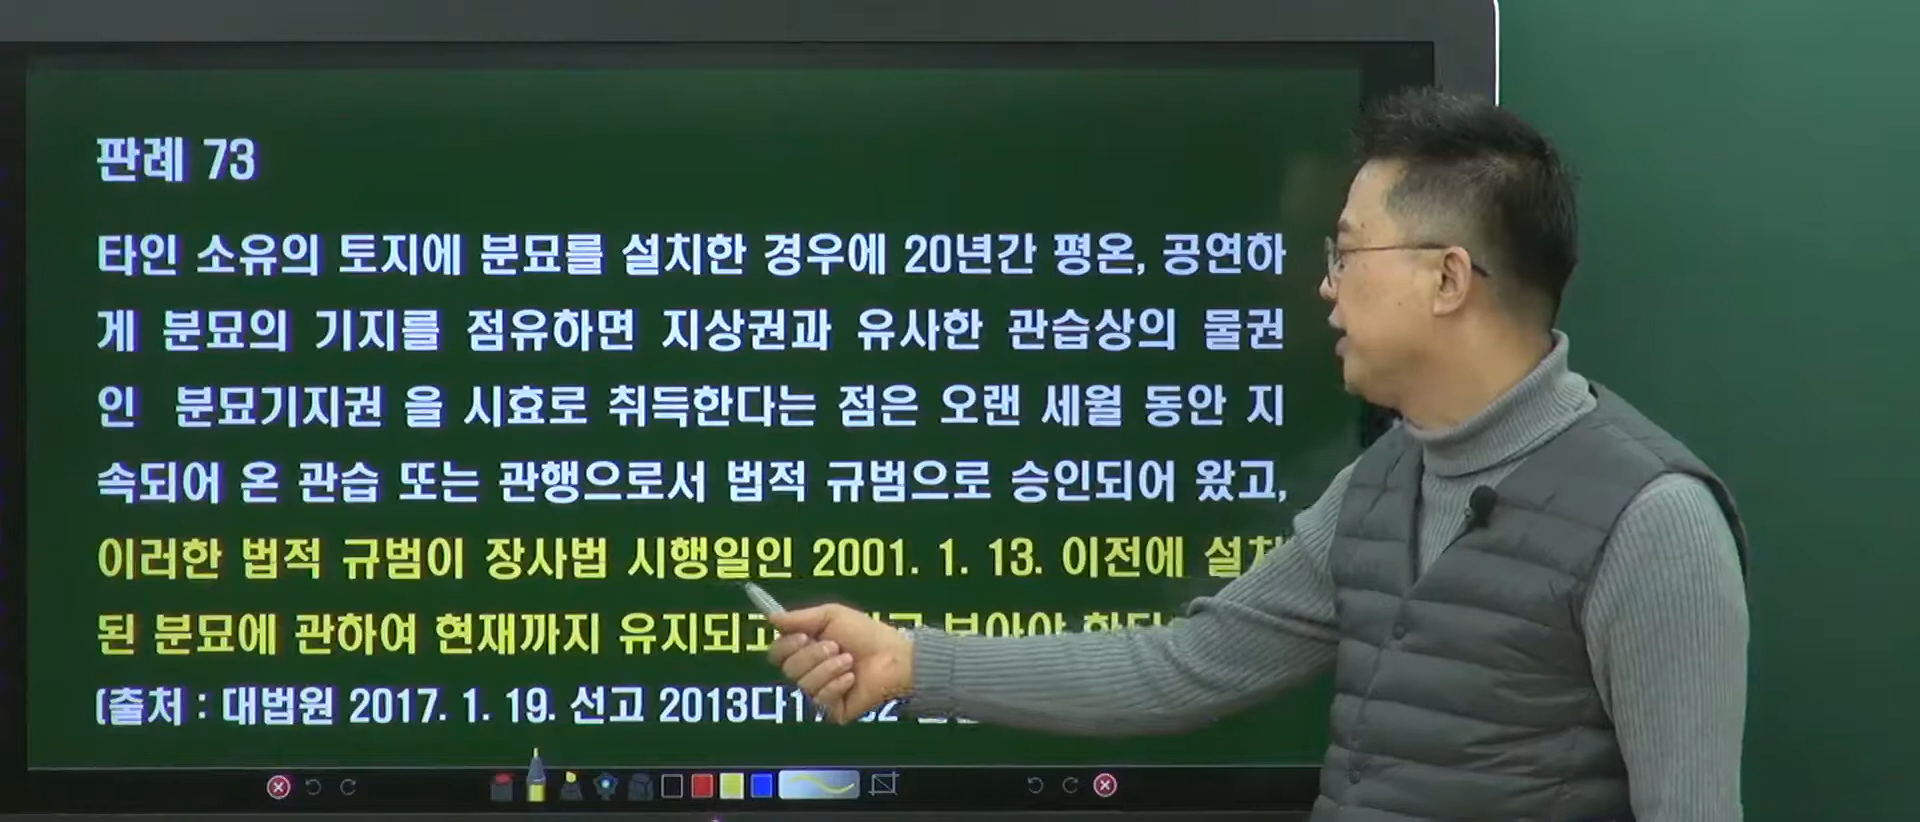 판례 73
타인 소유의 토지에 분묘를 설치한 경우에 20년간 평온, 공연하
게 분묘의 기지를 점유하면 지상권과 유사한 관습상의 물권
인 분묘기지권 을 시효로 취득한다는 점은 오랜 세월 동안 지
속되어 온 관습 또는 관행으로서 법적 규범으로 승인되어 왔고,
이러한 법적 규범이 장사법 시행일인 2001. 1. 13. 이전에 설치
된 분묘에 관하여 현재까지 유지되고 보아야
(출처 : 대법원 2017. 1. 19. 선고